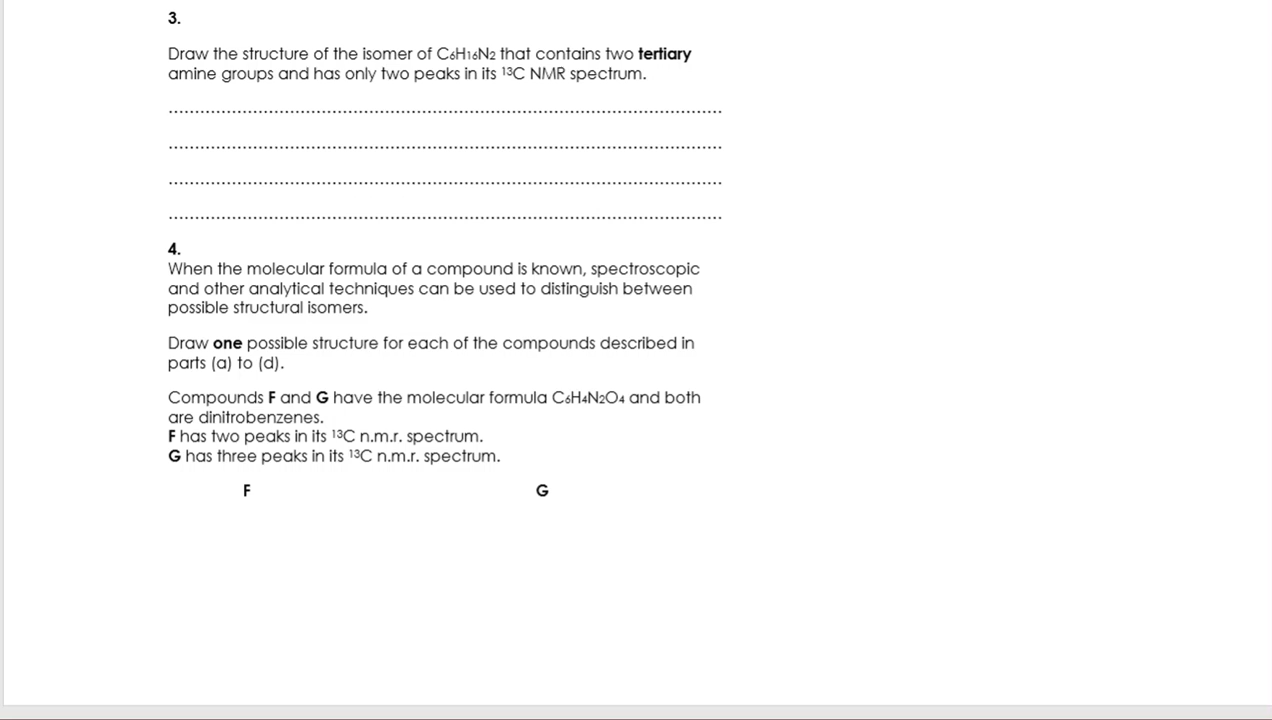 3.
Draw the structure of the isomer of C₆H₁₆N₂ that contains two tertiary
amine groups and has only two peaks in its ¹³C NMR spectrum.
................................................................................................................
................................................................................................................
................................................................................................................
................................................................................................................
4.
When the molecular formula of a compound is known, spectroscopic
and other analytical techniques can be used to distinguish between
possible structural isomers.
Draw one possible structure for each of the compounds described in
parts (a) to (d).
Compounds F and G have the molecular formula C₆H₄N₂O₄ and both
are dinitrobenzenes.
F has two peaks in its ¹³C n.m.r. spectrum.
G has three peaks in its ¹³C n.m.r. spectrum.
F G